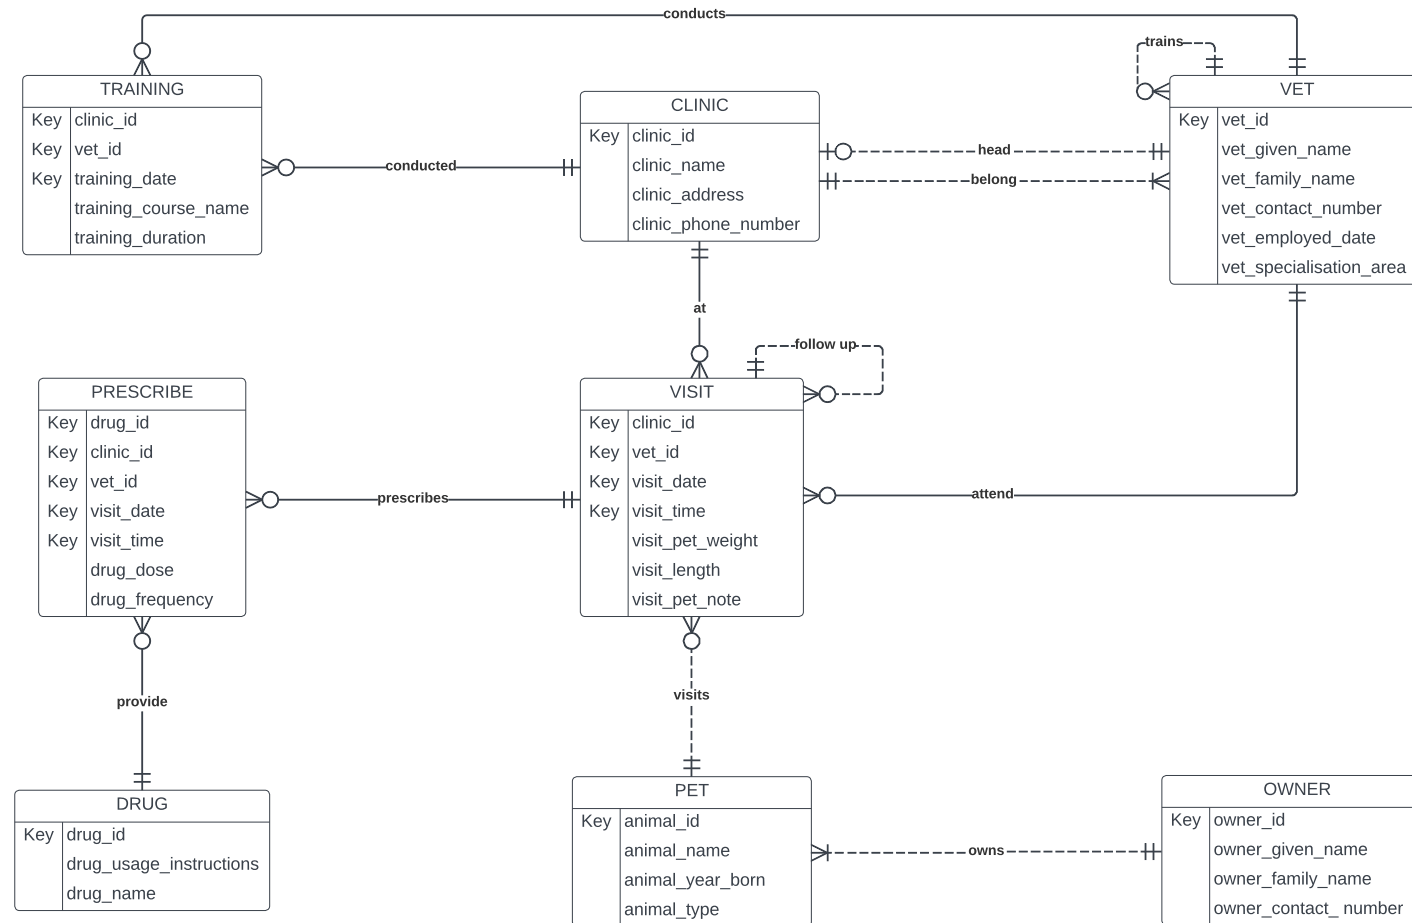 conducts
trains
TRAINING
Key clinic_id
Key vet_id
Key training_date
training_course_name
training_duration
conducted
CLINIC
Key clinic_id
clinic_name
clinic_address
clinic_phone_number
head
belong
VET
Key vet_id
vet_given_name
vet_family_name
vet_contact_number
vet_employed_date
vet_specialisation_area
at
follow up
PRESCRIBE
Key drug_id
Key clinic_id
Key vet_id
Key visit_date
Key visit_time
drug_dose
drug_frequency
prescribes
VISIT
Key clinic_id
Key vet_id
Key visit_date
Key visit_time
visit_pet_weight
visit_length
visit_pet_note
attend
provide
visits
DRUG
Key drug_id
drug_usage_instructions
drug_name
PET
Key animal_id
animal_name
animal_year_born
animal_type
owns
OWNER
Key owner_id
owner_given_name
owner_family_name
owner_contact_ number